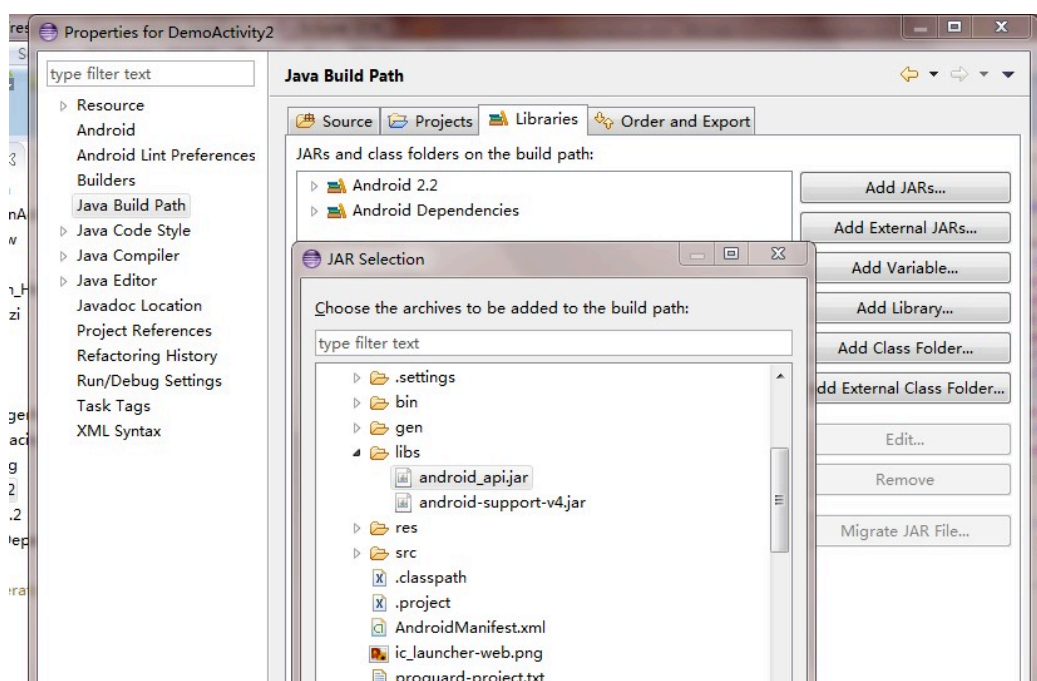 Properties for DemoActivity2
type filter text
Resource
Android
Android Lint Preferences
Builders
Java Build Path
Java Code Style
Java Compiler
Java Editor
Javadoc Location
Project References
Refactoring History
Run/Debug Settings
Task Tags
XML Syntax
Java Build Path
Source Projects Libraries Order and Export
JARs and class folders on the build path:
Android 2.2
Android Dependencies
Add JARs...
Add External JARs...
Add Variable...
Add Library...
Add Class Folder...
dd External Class Folder...
Edit...
Remove
Migrate JAR File...
JAR Selection
Choose the archives to be added to the build path:
type filter text
.settings
bin
gen
libs
android_api.jar
android-support-v4.jar
res
src
.classpath
.project
AndroidManifest.xml
ic_launcher-web.png
proguard-project.txt